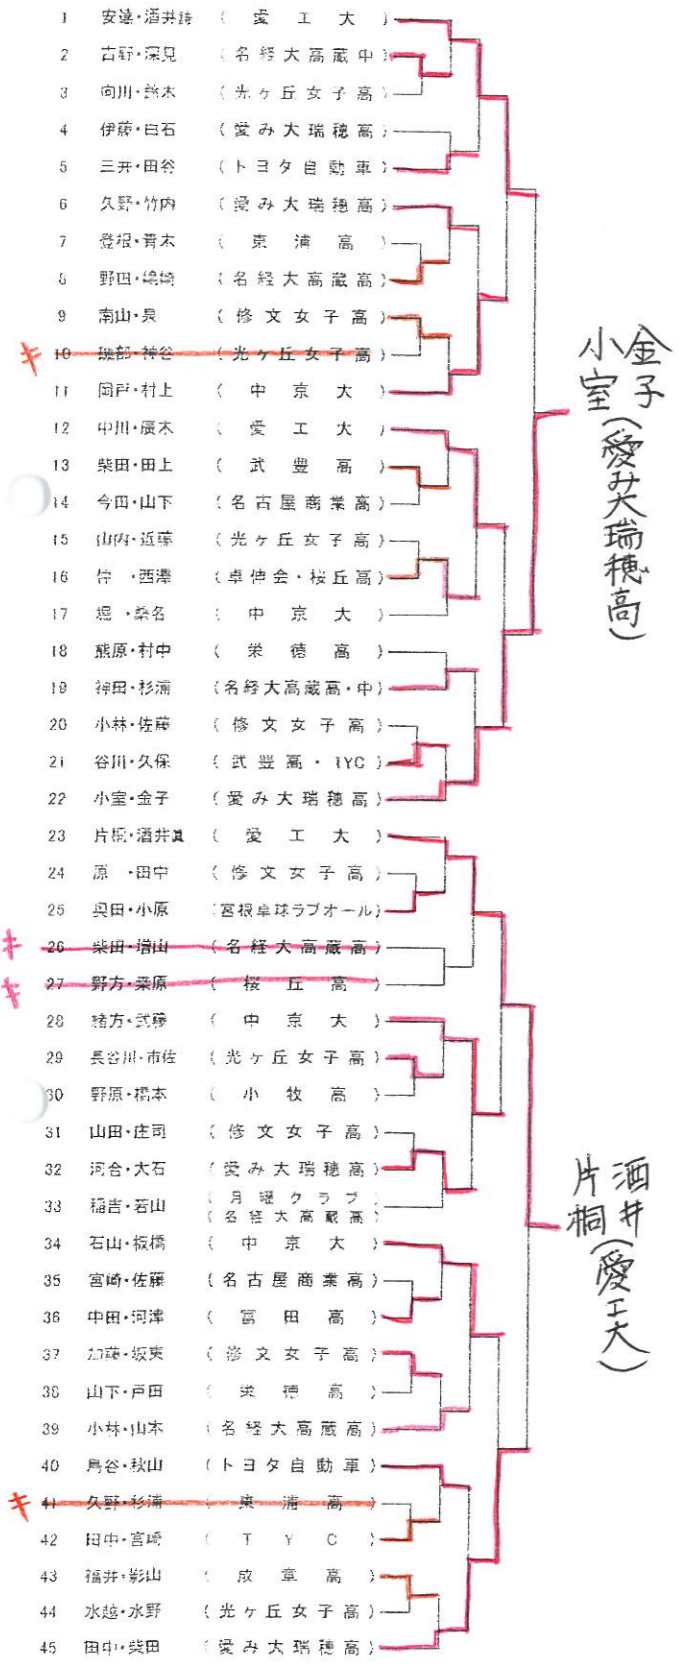 1 安達・酒井詩 (愛工大)
2 古野・深見 (名経大高蔵中)
3 向川・鈴木 (光ヶ丘女子高)
4 伊藤・白石 (愛み大瑞穂高)
5 三井・田谷 (トヨタ自動車)
6 久野・竹内 (愛み大瑞穂高)
7 登根・青木 (東浦高)
8 野田・嶋崎 (名経大高蔵高)
9 南山・泉 (修文女子高)
キ 10 磯部・神谷 (光ヶ丘女子高)
11 岡戸・村上 (中京大)
12 中川・廣木 (愛工大)
13 柴田・田上 (武豊高)
14 今田・山下 (名古屋商業高)
15 山内・近藤 (光ヶ丘女子高)
16 ・西澤 (卓伸会・桜丘高)
17 堀・桑名 (中京大)
18 熊原・村中 (栄徳高)
19 神田・杉浦 (名経大高蔵高・中)
20 小林・佐藤 (修文女子高)
21 谷川・久保 (武豊高・TYC)
22 小室・金子 (愛み大瑞穂高)
金子
小室(愛み大瑞穂高)
23 片桐・酒井眞 (愛工大)
24 原・田中 (修文女子高)
25 奥田・小原 (宮根卓球ラブオール)
キ 26 柴田・増山 (名経大高蔵高)
キ 27 野方・桑原 (桜丘高)
28 緒方・武藤 (中京大)
29 長谷川・市佐 (光ヶ丘女子高)
30 野原・橋本 (小牧高)
31 山田・庄司 (修文女子高)
32 河合・大石 (愛み大瑞穂高)
33 稲吉・若山 (月曜クラブ)
(名経大高蔵高)
34 石山・板橋 (中京大)
35 宮崎・佐藤 (名古屋商業高)
36 中田・河津 (冨田高)
37 加藤・坂東 (修文女子高)
38 山下・戸田 (栄徳高)
39 小林・山本 (名経大高蔵高)
40 鳥谷・秋山 (トヨタ自動車)
キ 41 久野・杉浦 (東浦高)
42 田中・宮崎 (TYC)
43 福井・影山 (成章高)
44 水越・水野 (光ヶ丘女子高)
45 田中・柴田 (愛み大瑞穂高)
酒井
片桐(愛工大)